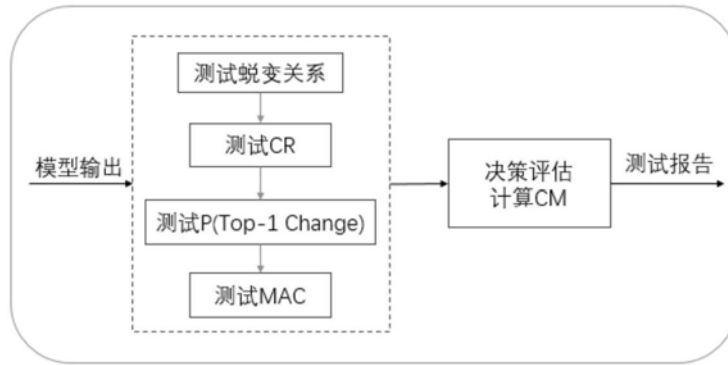 模型输出
测试蜕变关系
测试CR
测试P(Top-1 Change)
测试MAC
决策评估
计算CM
测试报告